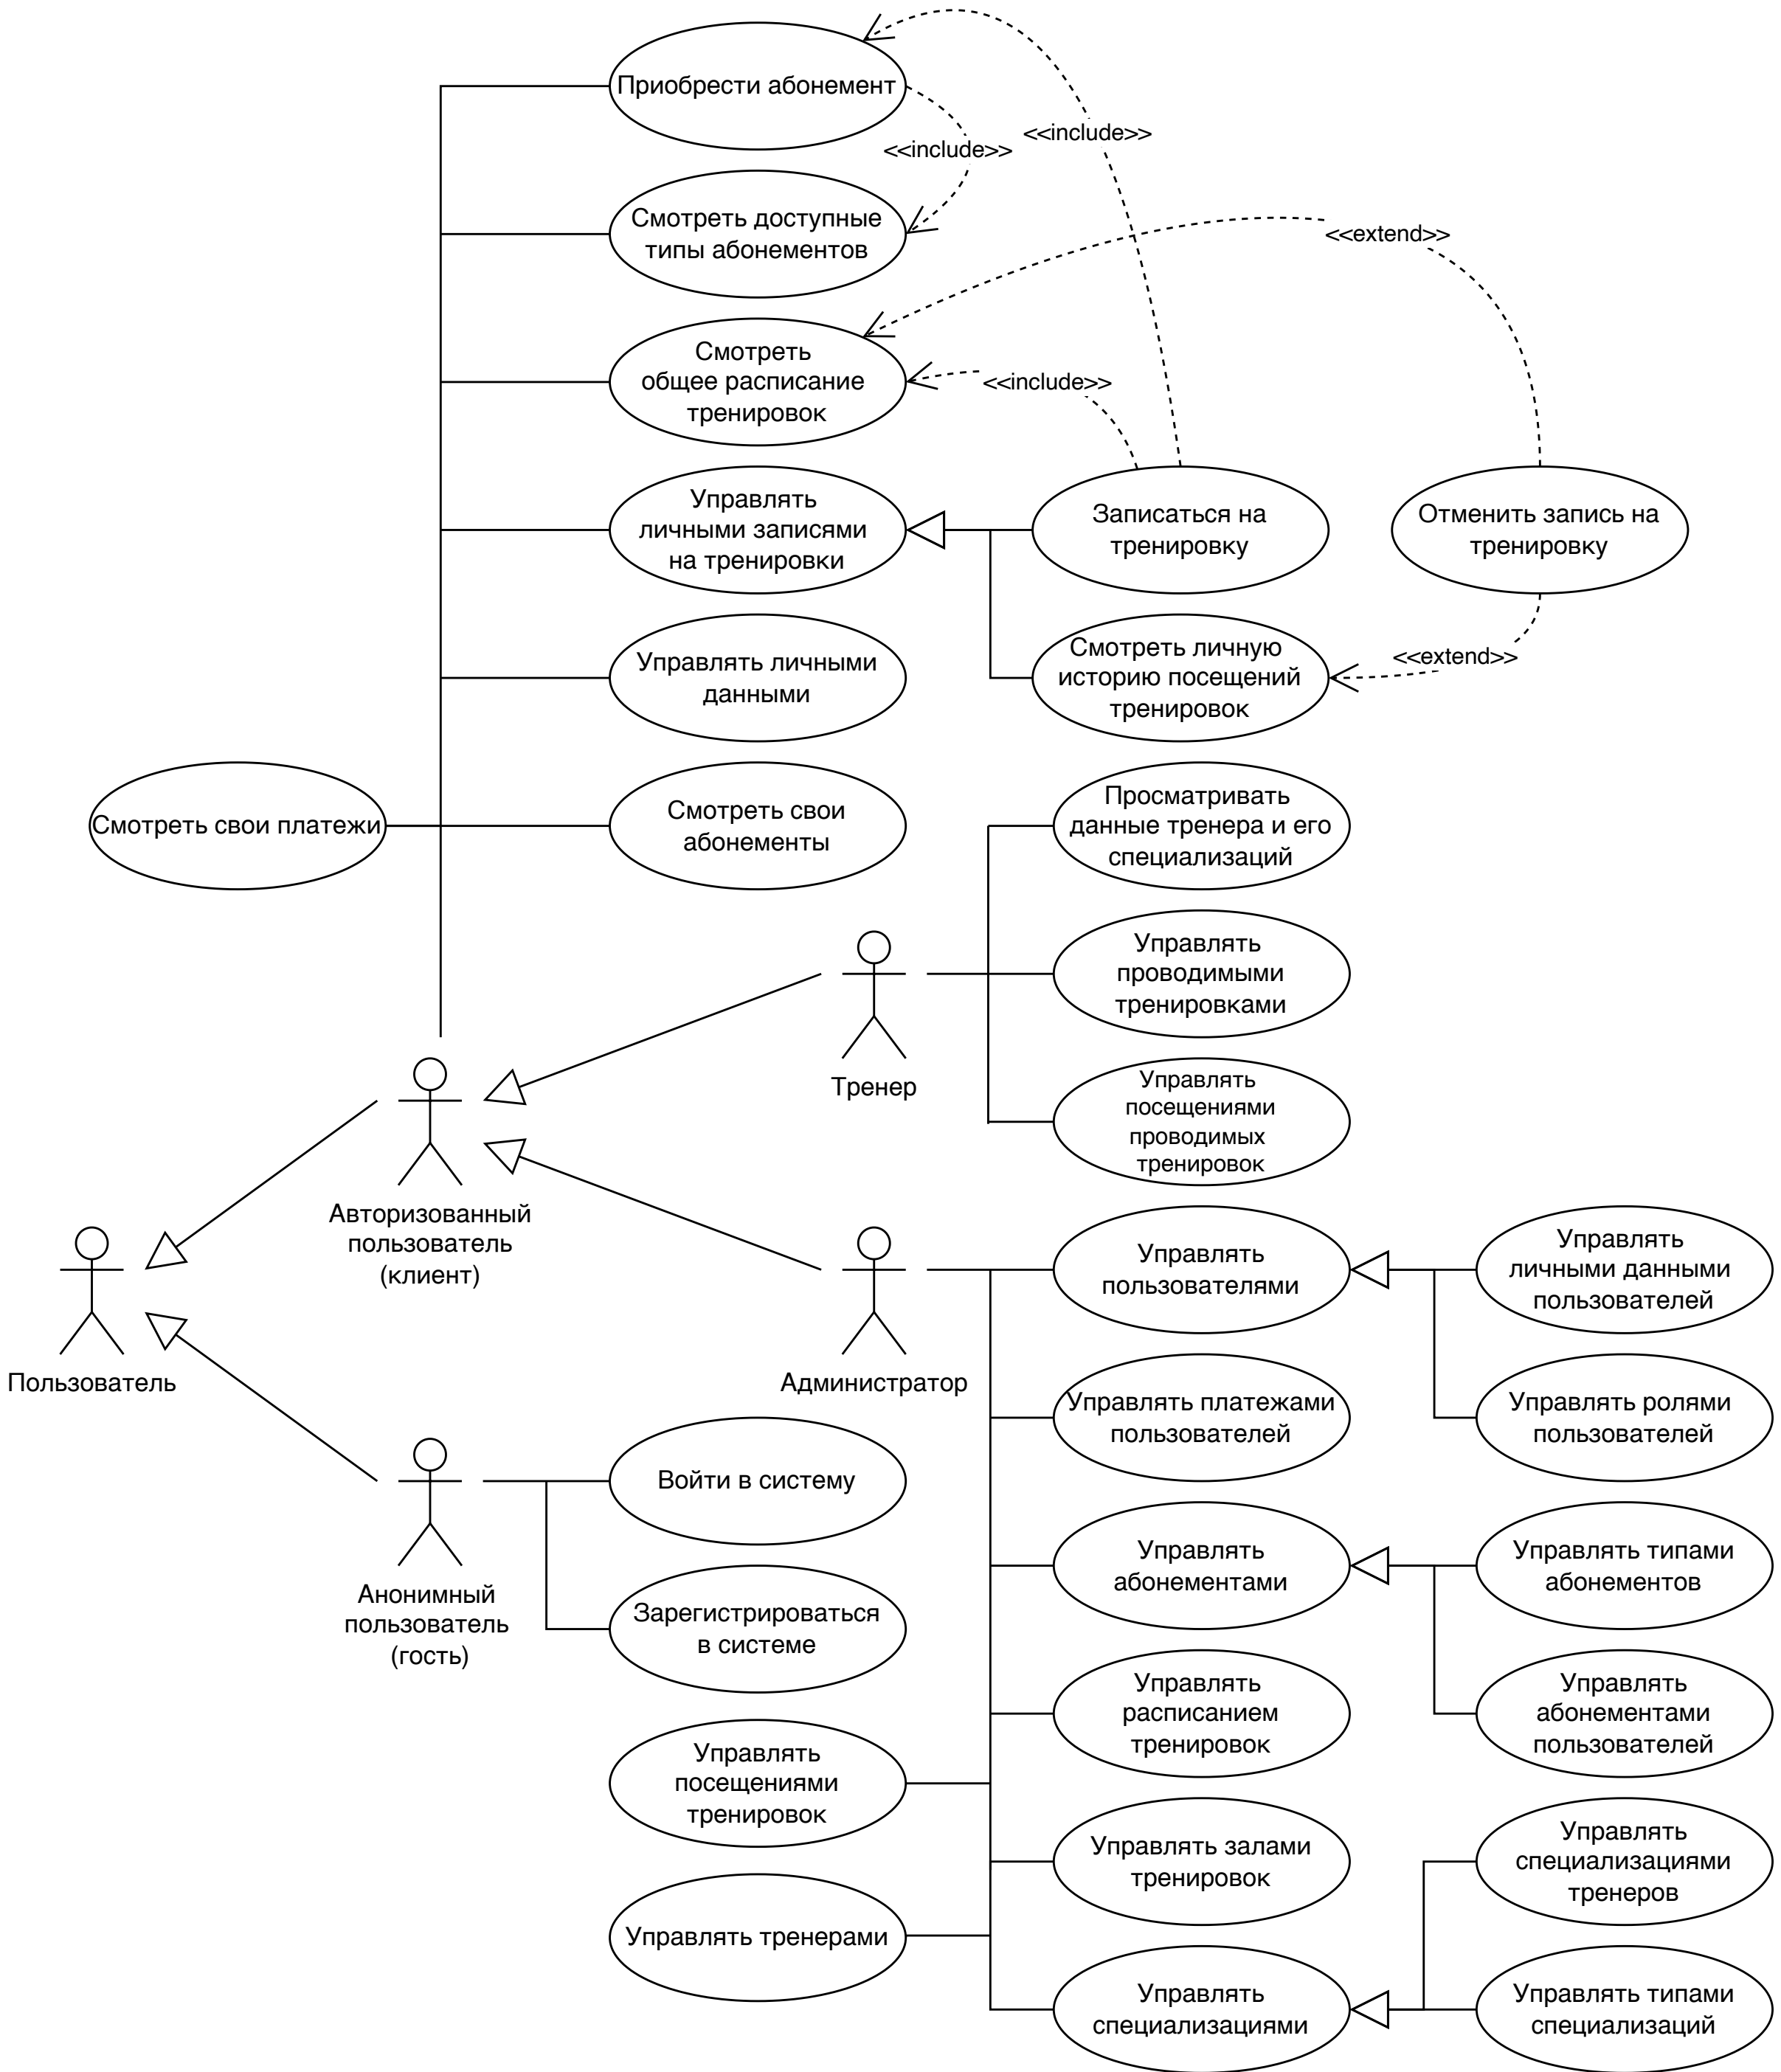 Приобрести абонемент
<<include>>
<<include>>
Смотреть доступные
типы абонементов
<<extend>>
Смотреть
общее расписание
тренировок
<<include>>
Управлять
личными записями
на тренировки
Записаться на
тренировку
Отменить запись на
тренировку
Управлять личными
данными
Смотреть личную
историю посещений
тренировок
<<extend>>
Смотреть свои платежи
Смотреть свои
абонементы
Просматривать
данные тренера и его
специализаций
Управлять
проводимыми
тренировками
Тренер
Управлять
посещениями
проводимых
тренировок
Авторизованный
пользователь
(клиент)
Пользователь
Администратор
Управлять
пользователями
Управлять
личными данными
пользователей
Управлять платежами
пользователей
Управлять ролями
пользователей
Войти в систему
Анонимный
пользователь
(гость)
Зарегистрироваться
в системе
Управлять
абонементами
Управлять типами
абонементов
Управлять
расписанием
тренировок
Управлять
абонементами
пользователей
Управлять
посещениями
тренировок
Управлять залами
тренировок
Управлять
специализациями
тренеров
Управлять тренерами
Управлять
специализациями
Управлять типами
специализаций